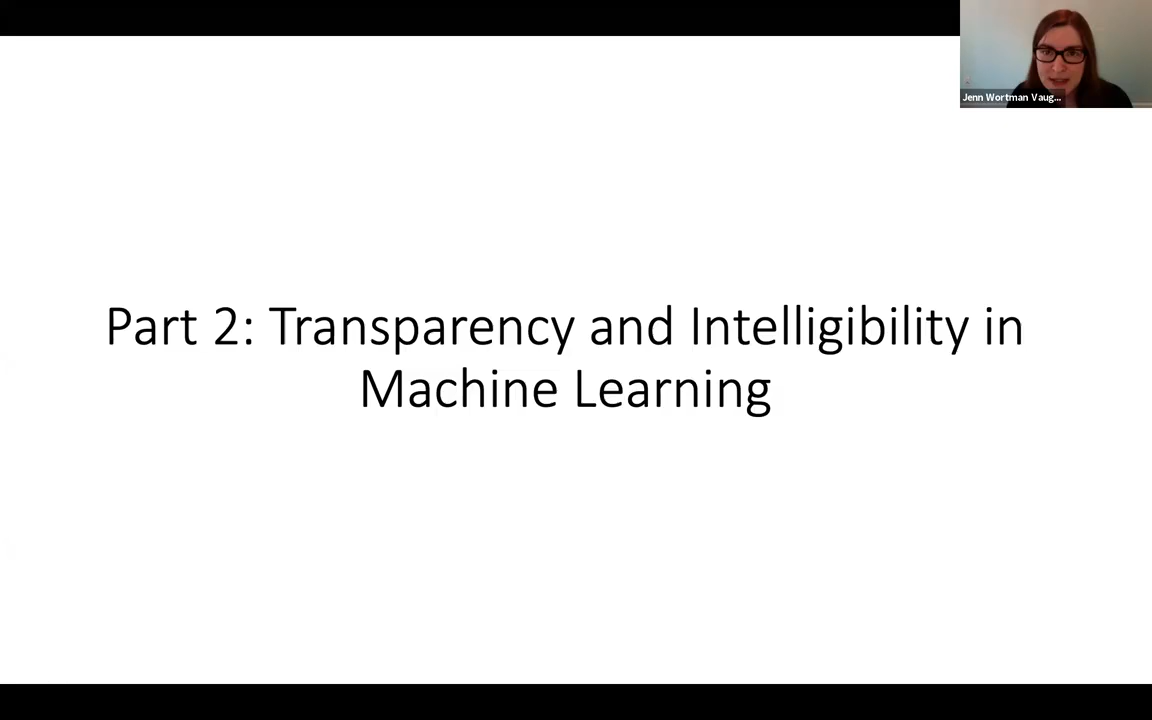 Jenn Wortman Vaug...
Part 2: Transparency and Intelligibility in
Machine Learning